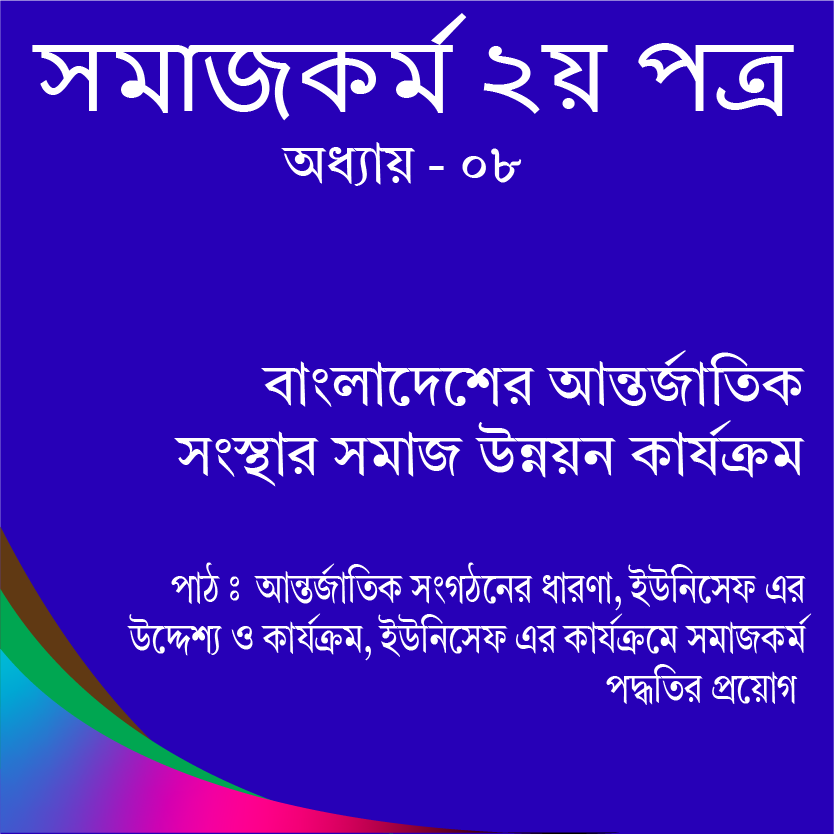 সমাজকর্ম ২য় পত্র
অধ্যায় - ০৮
বাংলাদেশের আন্তর্জাতিক
সংস্থার সমাজ উন্নয়ন কার্যক্রম
পাঠ ঃ আন্তর্জাতিক সংগঠনের ধারণা, ইউনিসেফ এর
উদ্দেশ্য ও কার্যক্রম, ইউনিসেফ এর কার্যক্রমে সমাজকর্ম
পদ্ধতির প্রয়োগ